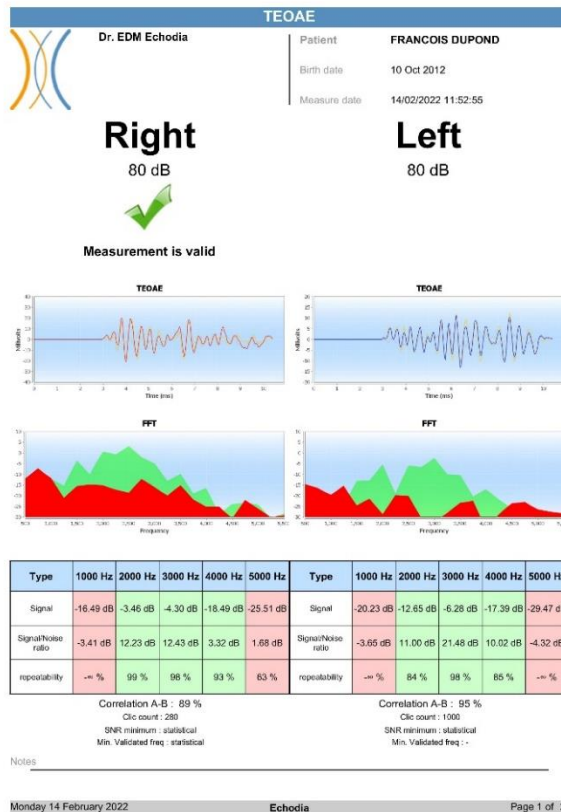 TEOAE
Dr. EDM Echodia
Patient FRANCOIS DUPOND
Birth date 10 Oct 2012
Measure date 14/02/2022 11:52:55
Right
80 dB
Measurement is valid
Left
80 dB
TEOAE
Time (ms)
TEOAE
Time (ms)
FFT
Frequency
FFT
Frequency
Type 1000 Hz 2000 Hz 3000 Hz 4000 Hz 5000 Hz
Signal -16.49 dB -3.46 dB -4.30 dB -18.49 dB -25.51 dB
Signal/Noise ratio -3.41 dB 12.23 dB 12.43 dB 3.32 dB 1.68 dB
repeatability -∞ % 99 % 98 % 93 % 63 %
Correlation A-B : 89 %
Clic count : 280
SNR minimum : statistical
Min. Validated freq : statistical
Type 1000 Hz 2000 Hz 3000 Hz 4000 Hz 5000 H
Signal -20.23 dB -12.65 dB -6.28 dB -17.39 dB -29.47 d
Signal/Noise ratio -3.65 dB 11.00 dB 21.48 dB 10.02 dB -4.32 d
repeatability -∞ % 84 % 98 % 85 % -∞ %
Correlation A-B : 95 %
Clic count : 1000
SNR minimum : statistical
Min. Validated freq : -
Notes
Monday 14 February 2022
Echodia
Page 1 of